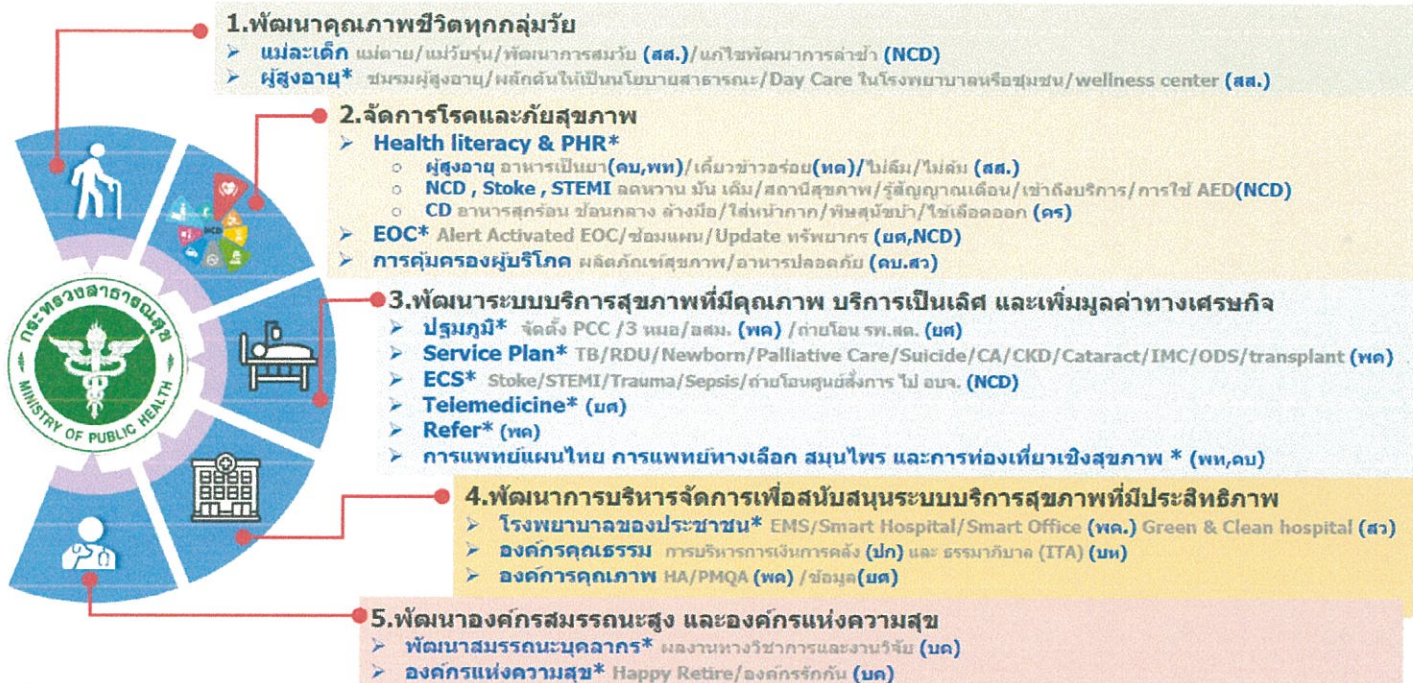 1.พัฒนาคุณภาพชีวิตทุกกลุ่มวัย
➢ แม่ละเด็ก แม่ตาย/แม่วัยรุ่น/พัฒนาการสมวัย (สส.)/แก้ไขพัฒนาการล่าช้า (NCD)
➢ ผู้สูงอายุ* ชมรมผู้สูงอายุ/ผลักดันให้เป็นนโยบายสาธารณะ/Day Care ในโรงพยาบาลหรือชุมชน/wellness center (สส.)
2.จัดการโรคและภัยสุขภาพ
➢ Health literacy & PHR*
○ ผู้สูงอายุ อาหารเป็นยา(คบ,พท)/เคี้ยวข้าวอร่อย(ทต)/ไม่ลืม/ไม่ล้ม (สส.)
○ NCD , Stoke , STEMI ลดหวาน มัน เค็ม/สถานีสุขภาพ/รู้สัญญาณเตือน/เข้าถึงบริการ/การใช้ AED(NCD)
○ CD อาหารสุกร้อน ช้อนกลาง ล้างมือ/ใส่หน้ากาก/พิษสุนัขบ้า/ไข้เลือดออก (คร)
➢ EOC* Alert Activated EOC/ซ้อมแผน/Update ทรัพยากร (ยศ,NCD)
➢ การคุ้มครองผู้บริโภค ผลิตภัณฑ์สุขภาพ/อาหารปลอดภัย (คบ.สว)
3.พัฒนาระบบบริการสุขภาพที่มีคุณภาพ บริการเป็นเลิศ และเพิ่มมูลค่าทางเศรษกิจ
➢ ปฐมภูมิ* จัดตั้ง PCC /3 หมอ/อสม. (พค) /ถ่ายโอน รพ.สต. (ยศ)
➢ Service Plan* TB/RDU/Newborn/Palliative Care/Suicide/CA/CKD/Cataract/IMC/ODS/transplant (พค)
➢ ECS* Stoke/STEMI/Trauma/Sepsis/ถ่ายโอนศูนย์สั่งการ ไป อบจ. (NCD)
➢ Telemedicine* (ยศ)
➢ Refer* (พค)
➢ การแพทย์แผนไทย การแพทย์ทางเลือก สมุนไพร และการท่องเที่ยวเชิงสุขภาพ * (พท,คบ)
กระทรวงสาธารณสุข
MINISTRY OF PUBLIC HEALTH
4.พัฒนาการบริหารจัดการเพื่อสนับสนุนระบบบริการสุขภาพที่มีประสิทธิภาพ
➢ โรงพยาบาลของประชาชน* EMS/Smart Hospital/Smart Office (พค.) Green & Clean hospital (สว)
➢ องค์กรคุณธรรม การบริหารการเงินการคลัง (ปก) และ ธรรมาภิบาล (ITA) (บห)
➢ องค์การคุณภาพ HA/PMQA (พค) /ข้อมูล(ยศ)
5.พัฒนาองค์กรสมรรถนะสูง และองค์กรแห่งความสุข
➢ พัฒนาสมรรถนะบุคลากร* ผลงานทางวิชาการและงานวิจัย (บค)
➢ องค์กรแห่งความสุข* Happy Retire/องค์กรรักกัน (บค)